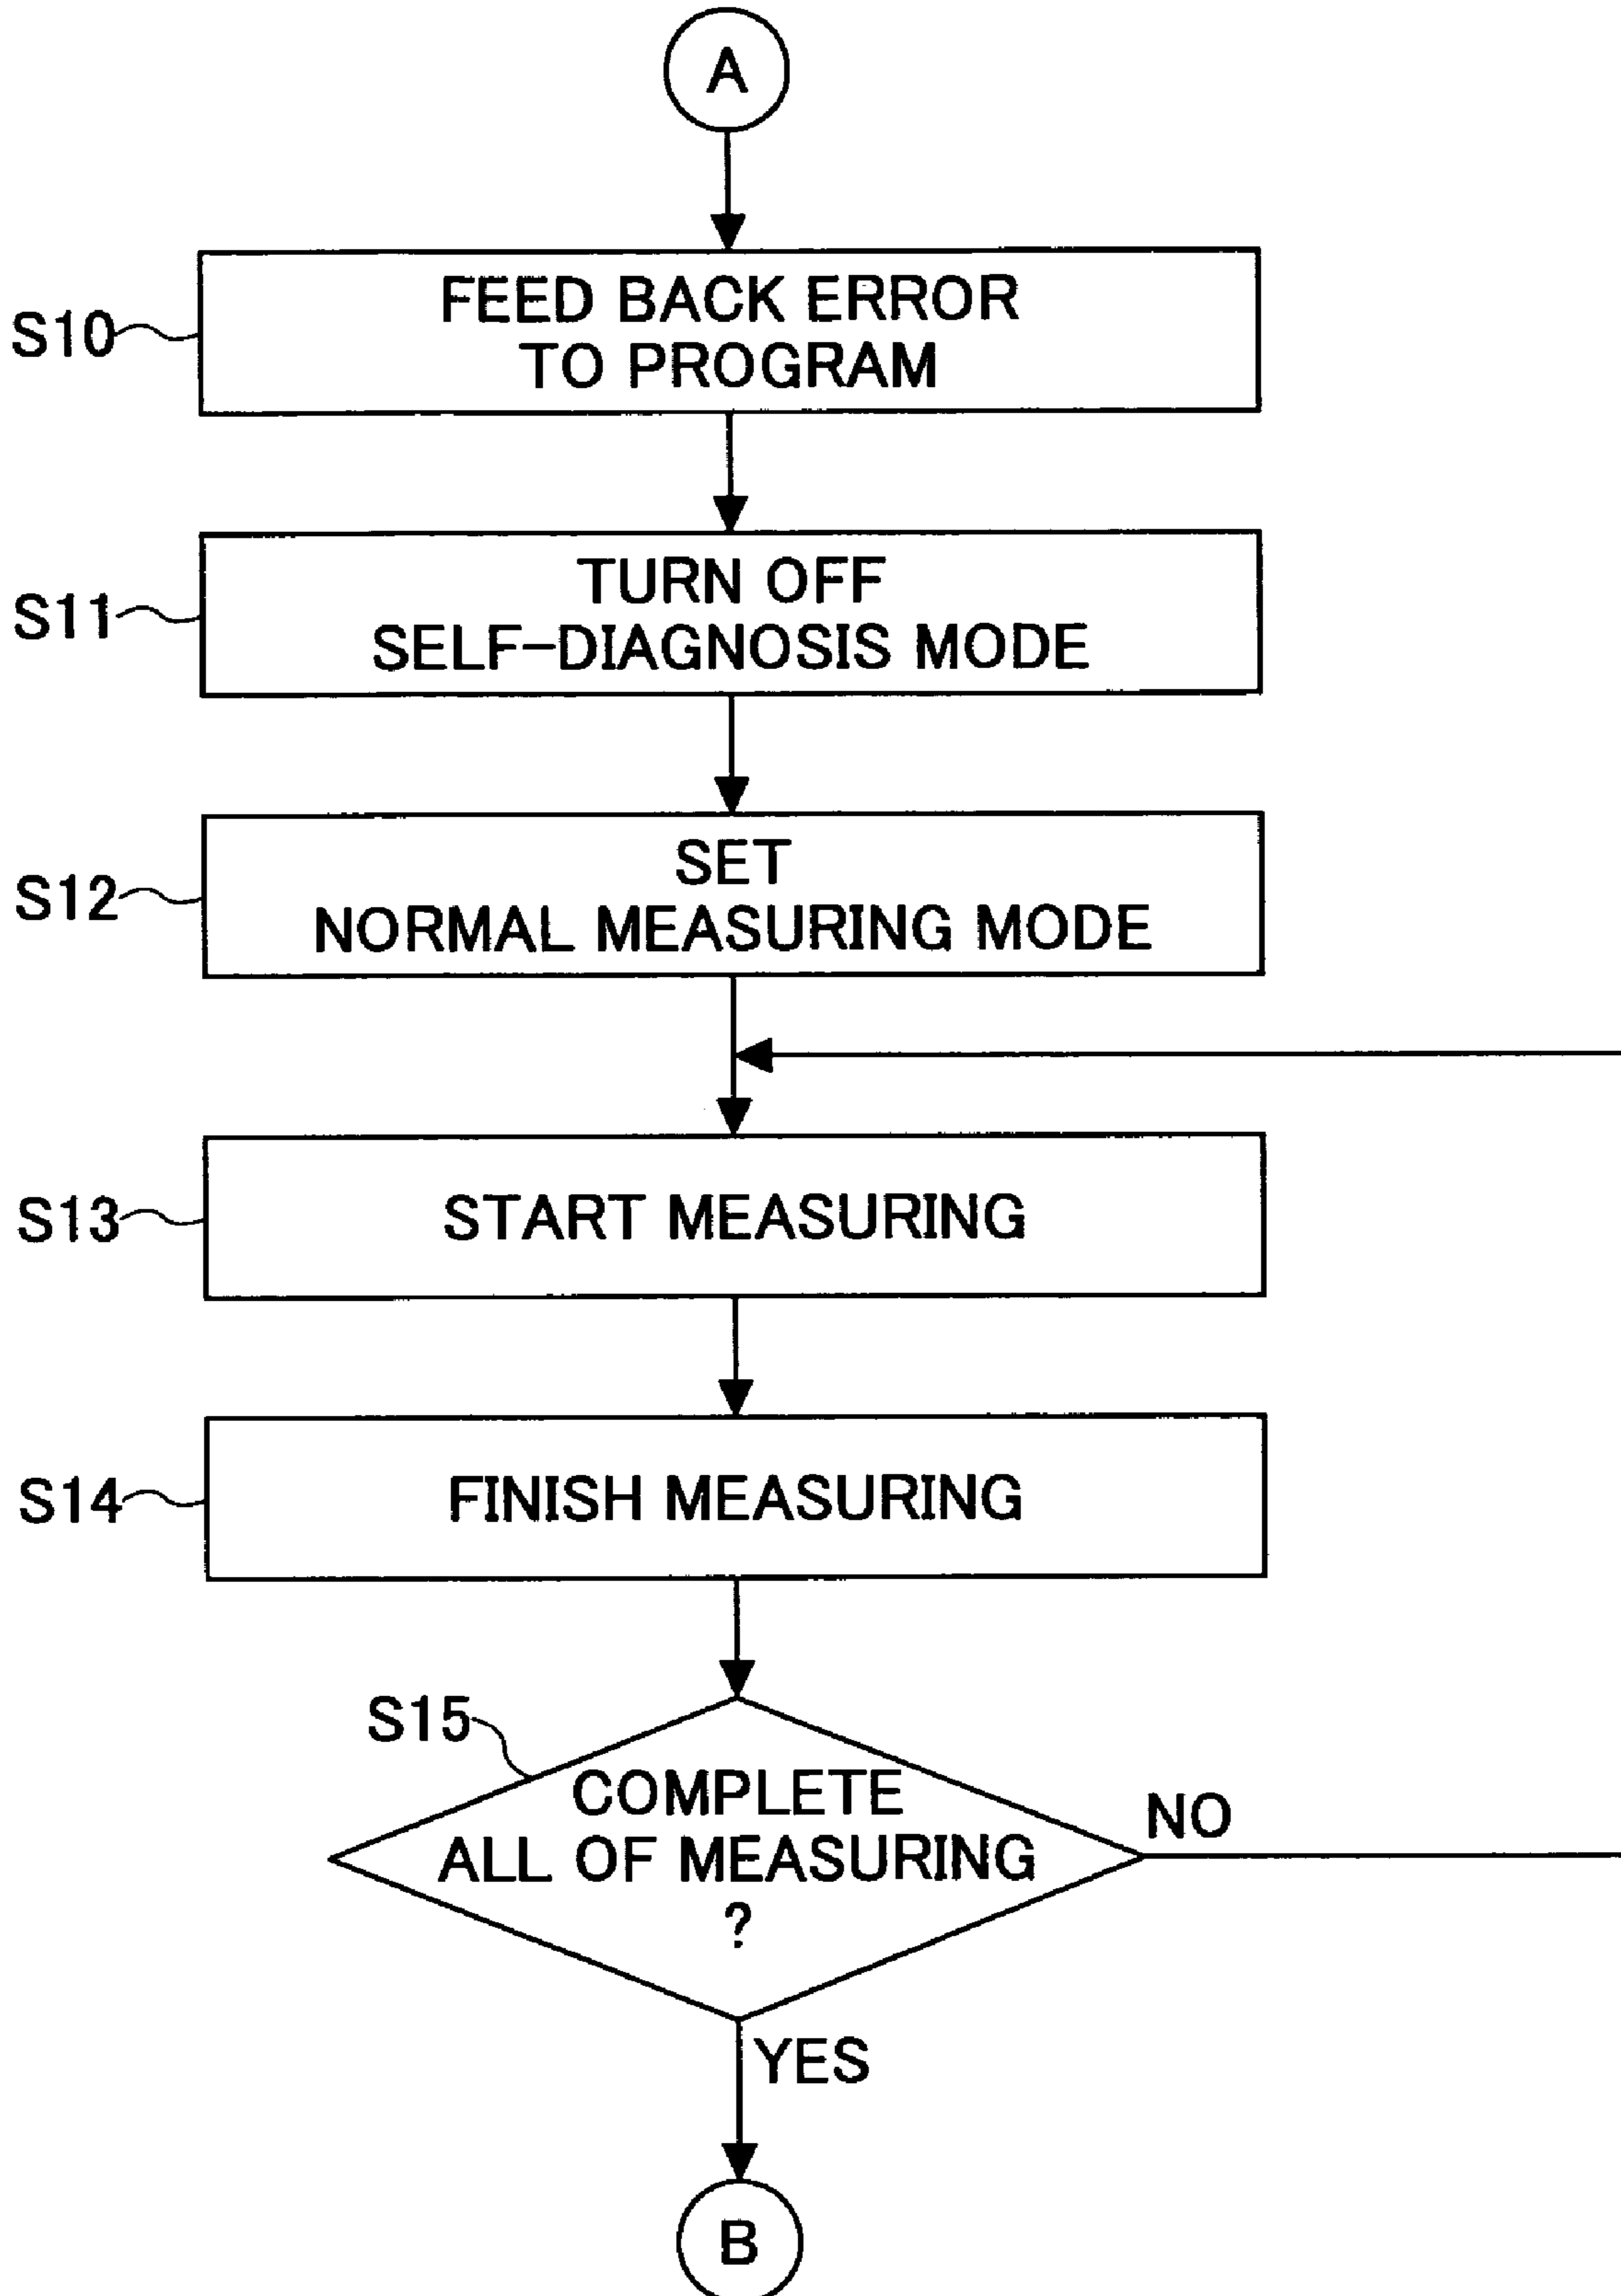 A
S10
FEED BACK ERROR
TO PROGRAM
S11
TURN OFF
SELF-DIAGNOSIS MODE
S12
SET
NORMAL MEASURING MODE
S13
START MEASURING
S14
FINISH MEASURING
S15
COMPLETE
ALL OF MEASURING
?
NO
YES
B